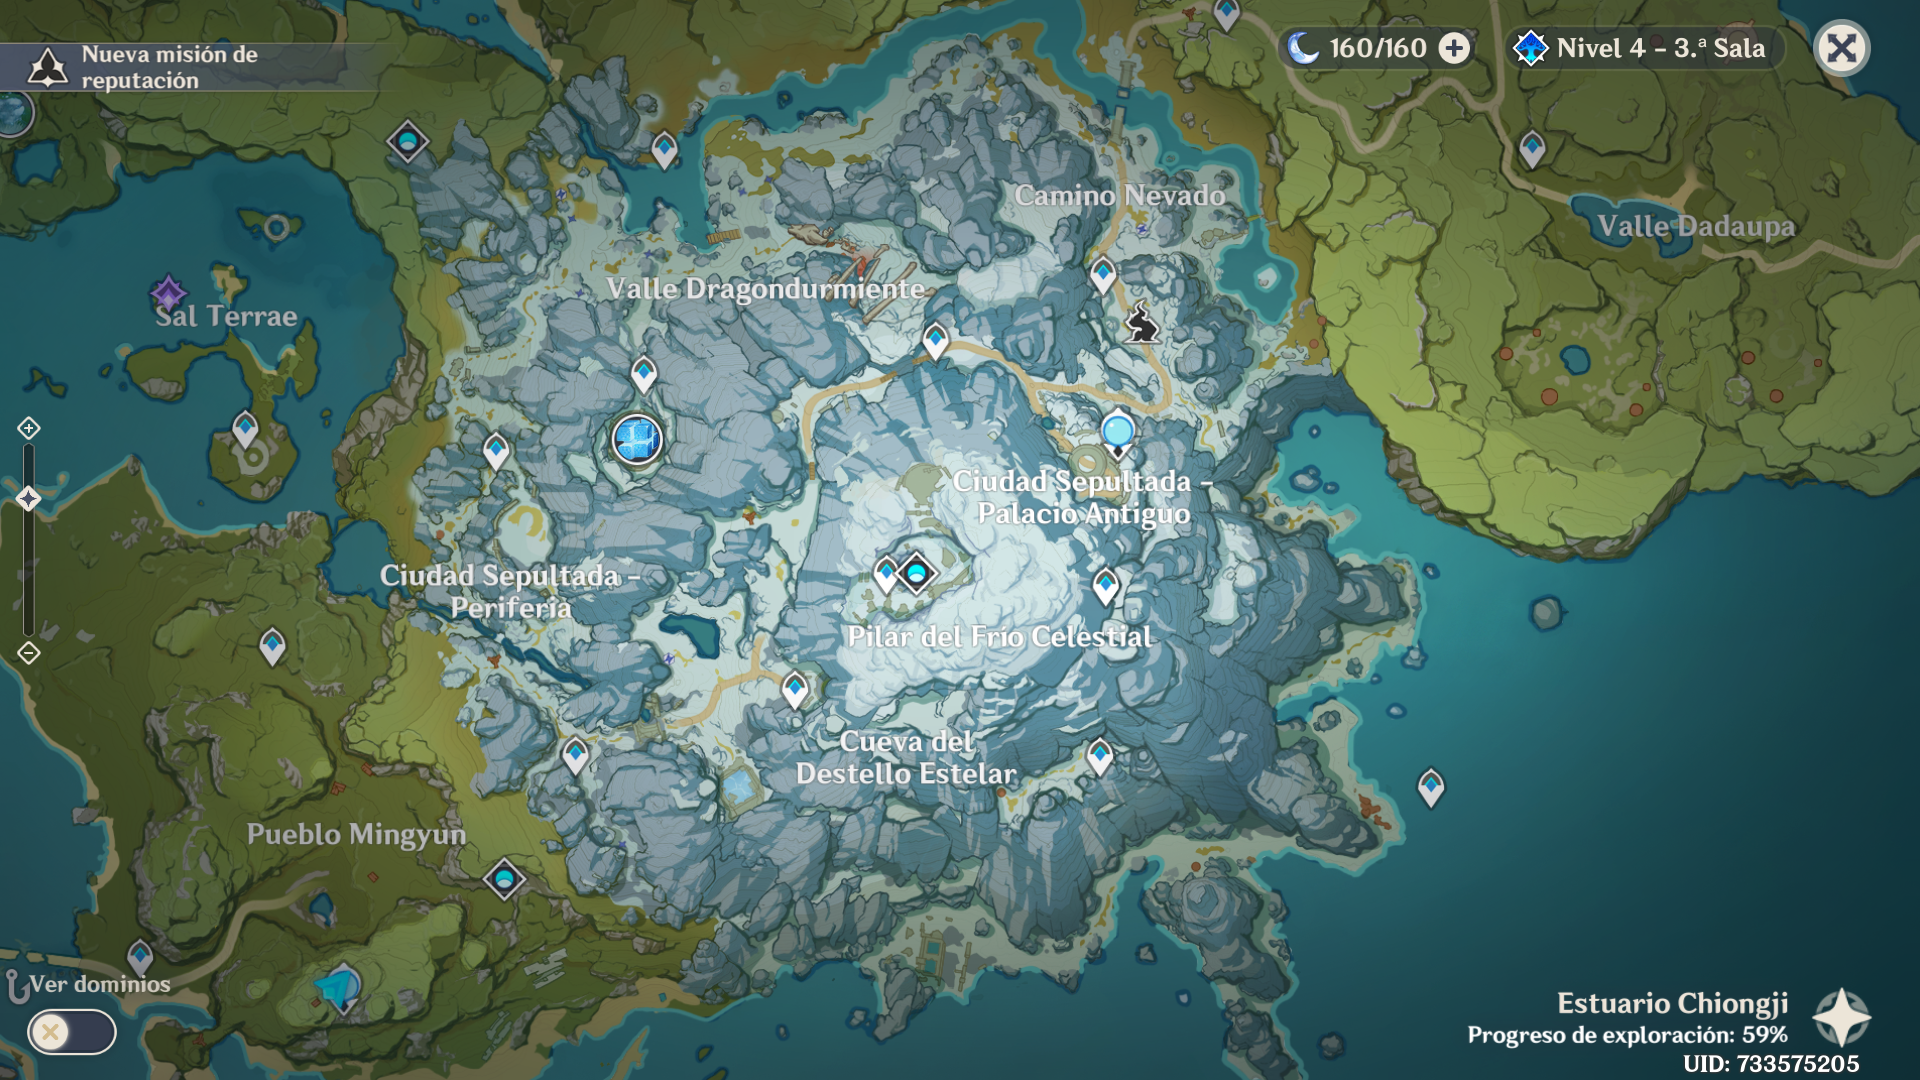 Nueva misión de
reputación
160/160
Nivel 4 - 3.ª Sala
Camino Nevado
Valle Dadaupa
Valle Dragondurmiente
Sal Terrae
Ciudad Sepultada -
Palacio Antiguo
Ciudad Sepultada -
Periferia
Pilar del Frío Celestial
Cueva del
Destello Estelar
Pueblo Mingyun
Ver dominios
Estuario Chiongji
Progreso de exploración: 59%
UID: 733575205